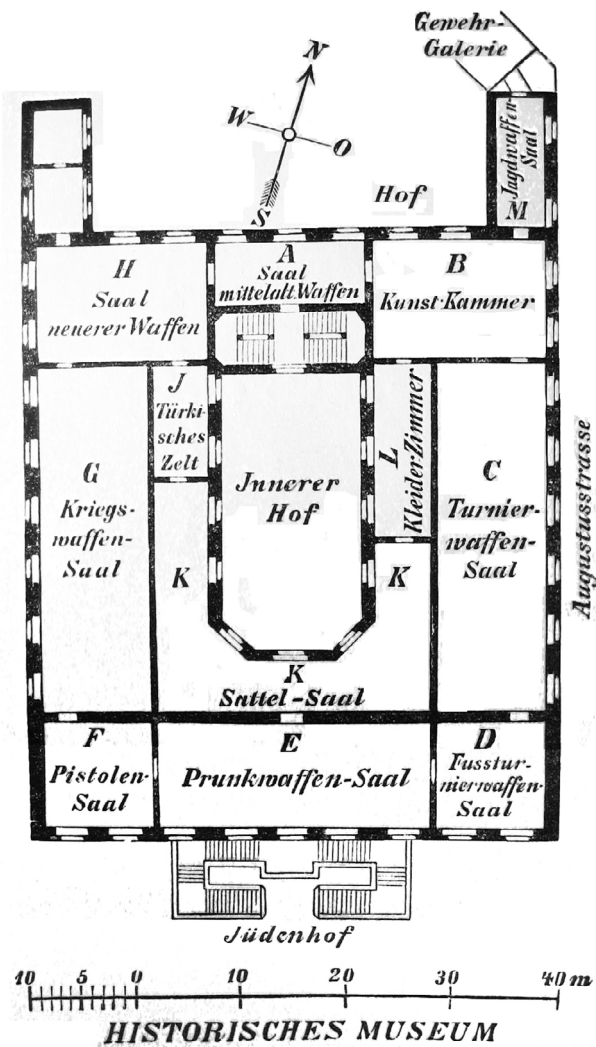 Gewehr-
Galerie
N
W
O
S
Hof
Jagdwaffen
Saal
M
H
Saal
neuerer Waffen
A
Saal
mittelalt. Waffen
B
Kunst-Kammer
J
Türki-
sches
Zelt
L
Kleider Zimmer
G
Kriegs-
waffen-
Saal
Jnnerer
Hof
C
Turnier-
waffen-
Saal
Augustusstrasse
K
K
K
Sattel-Saal
F
Pistolen-
Saal
E
Prunkwaffen-Saal
D
Fusstur-
nierwaffen-
Saal
Jüdenhof
10 5 0 10 20 30 40 m
HISTORISCHES MUSEUM